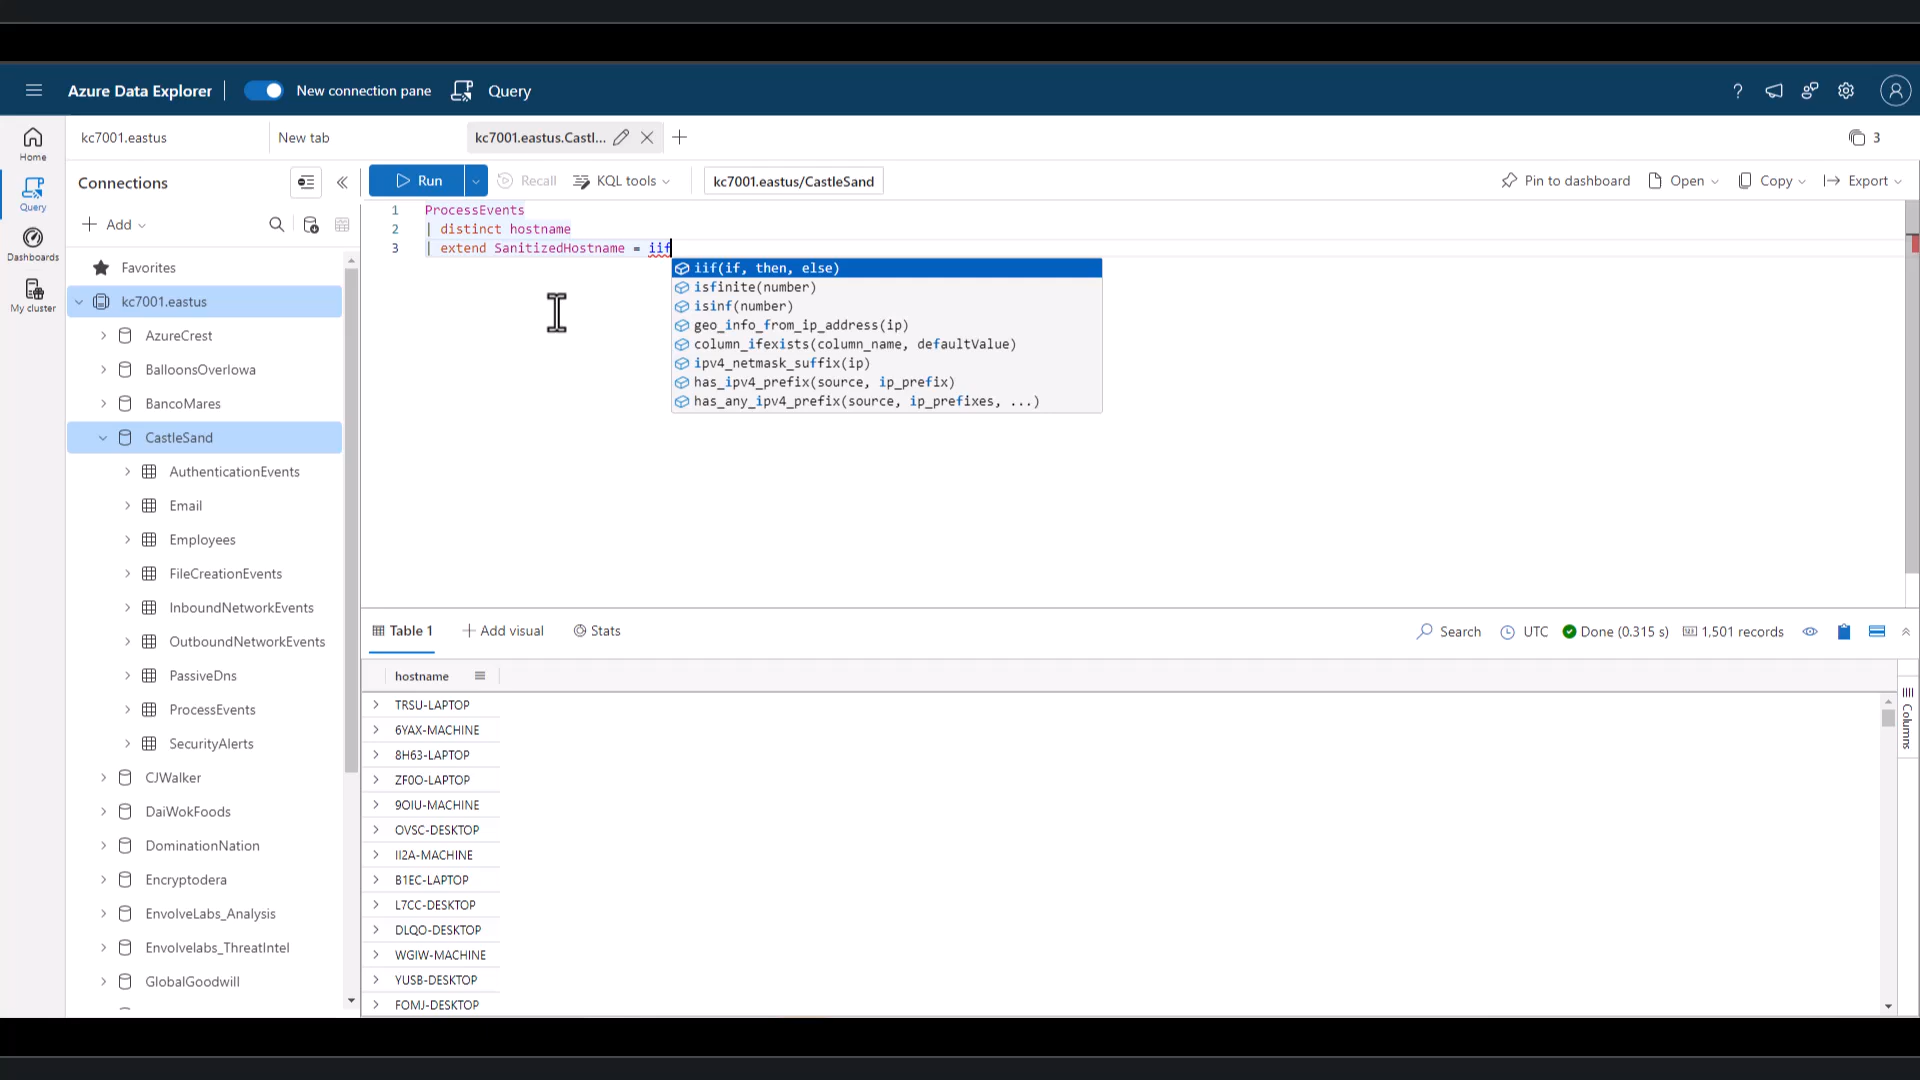 Azure Data Explorer
New connection pane
Query
kc7001.eastus
New tab
kc7001.eastus.Castl...
3
Home
Query
Dashboards
My cluster
Connections
Add
Favorites
kc7001.eastus
AzureCrest
BalloonsOverIowa
BancoMares
CastleSand
AuthenticationEvents
Email
Employees
FileCreationEvents
InboundNetworkEvents
OutboundNetworkEvents
PassiveDns
ProcessEvents
SecurityAlerts
CJWalker
DaiWokFoods
DominationNation
Encryptodera
EnvolveLabs_Analysis
Envolvelabs_ThreatIntel
GlobalGoodwill
Run
Recall
KQL tools
kc7001.eastus/CastleSand
Pin to dashboard
Open
Copy
Export
1 ProcessEvents
2 | distinct hostname
3 | extend SanitizedHostname = iif
iif(if, then, else)
isfinite(number)
isinf(number)
geo_info_from_ip_address(ip)
column_ifexists(column_name, defaultValue)
ipv4_netmask_suffix(ip)
has_ipv4_prefix(source, ip_prefix)
has_any_ipv4_prefix(source, ip_prefixes, ...)
Table 1
Add visual
Stats
Search
UTC
Done (0.315 s)
1,501 records
hostname
TRSU-LAPTOP
6YAX-MACHINE
8H63-LAPTOP
ZF0O-LAPTOP
9OIU-MACHINE
OVSC-DESKTOP
II2A-MACHINE
B1EC-LAPTOP
L7CC-DESKTOP
DLQO-DESKTOP
WGIW-MACHINE
YUSB-DESKTOP
FOMJ-DESKTOP
Columns